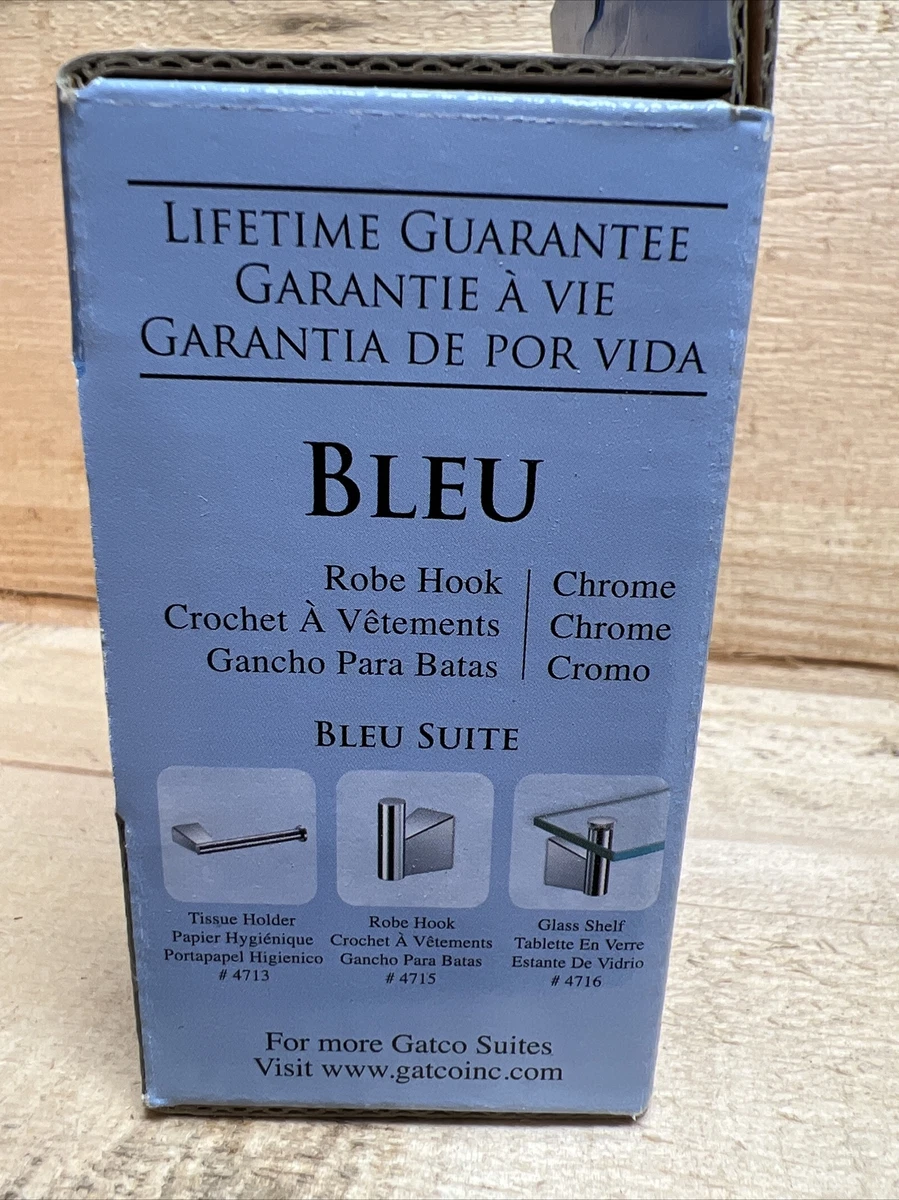 LIFETIME GUARANTEE
GARANTIE À VIE
GARANTIA DE POR VIDA
BLEU
Robe Hook | Chrome
Crochet À Vêtements | Chrome
Gancho Para Batas | Cromo
BLEU SUITE
Tissue Holder
Papier Hygiénique
Portapapel Higienico
# 4713
Robe Hook
Crochet À Vêtements
Gancho Para Batas
# 4715
Glass Shelf
Tablette En Verre
Estante De Vidrio
# 4716
For more Gatco Suites
Visit www.gatcoinc.com